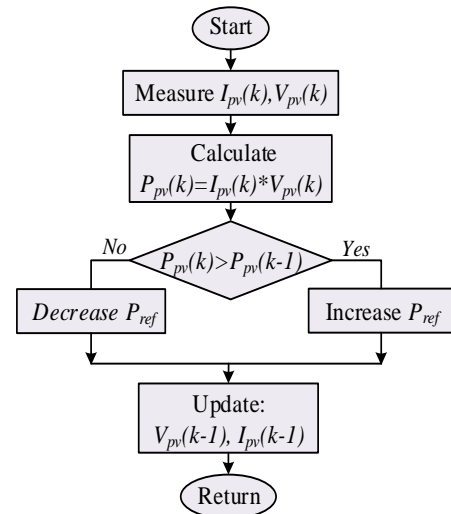 Start
Measure I_pv(k),V_pv(k)
Calculate
P_pv(k)=I_pv(k)*V_pv(k)
No
P_pv(k)>P_pv(k-1)
Yes
Decrease P_ref
Increase P_ref
Update:
V_pv(k-1), I_pv(k-1)
Return